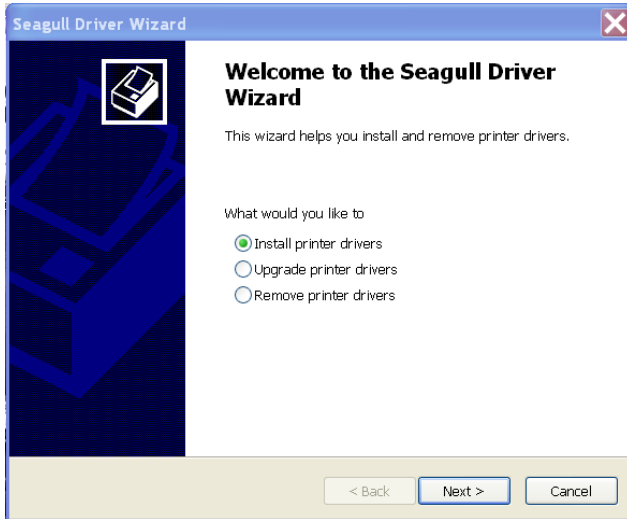 Seagull Driver Wizard
Welcome to the Seagull Driver
Wizard
This wizard helps you install and remove printer drivers.
What would you like to
Install printer drivers
Upgrade printer drivers
Remove printer drivers
< Back Next > Cancel